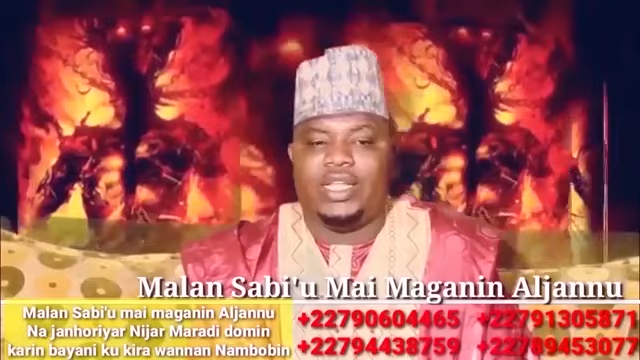 Malan Sabi'u Mai Maganin Aljannu
Malan Sabi'u mai maganin Aljannu
Na janhoriyar Nijar Maradi domin
karin bayani ku kira wannan Nambobin
+22790604465 +22791305871
+22794438759 +22789453077